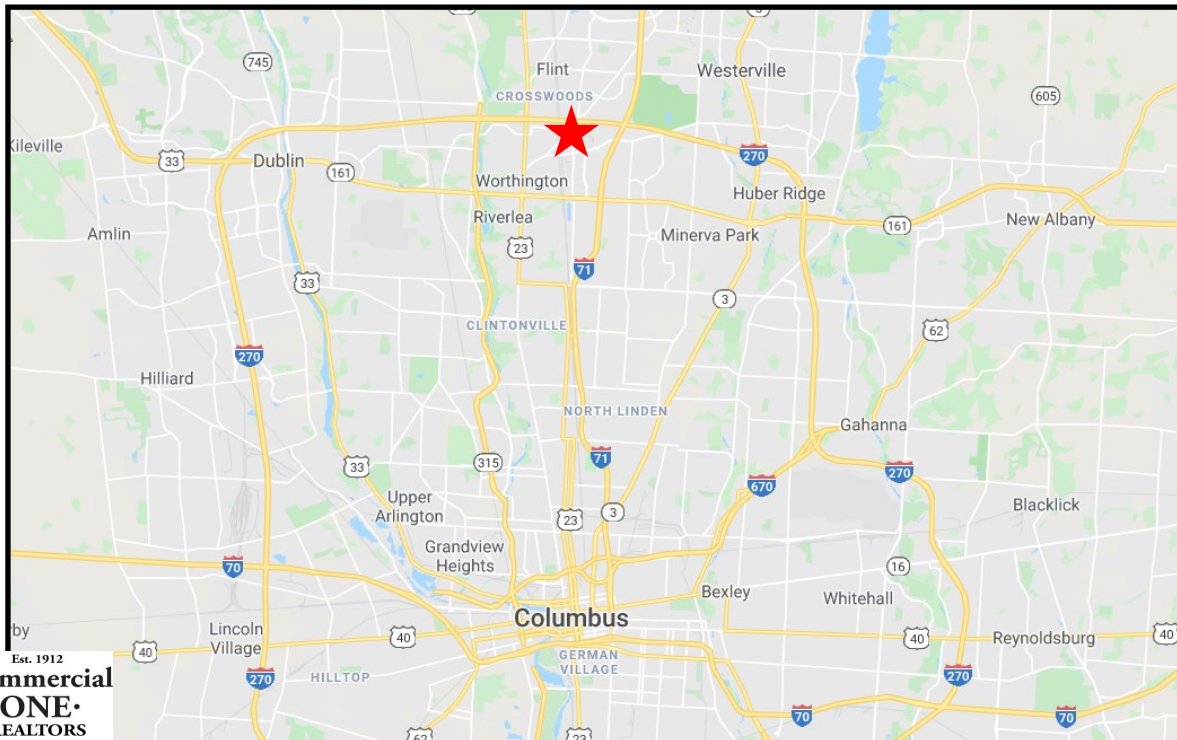 745
Flint
Westerville
CROSSWOODS
605
33
Dublin
161
270
Worthington
Huber Ridge
Riverlea
New Albany
Amlin
23
Minerva Park
161
71
33
3
CLINTONVILLE
62
270
Hilliard
NORTH LINDEN
Gahanna
33
315
71
270
670
Upper
Arlington
Blacklick
23
3
Grandview
Heights
70
16
Bexley
Whitehall
Columbus
Lincoln
Village
40
40
40
Reynoldsburg
40
GERMAN
VILLAGE
Est. 1912
mmercial
ONE·
REALTORS
270
HILLTOP
270
70
70
62
23